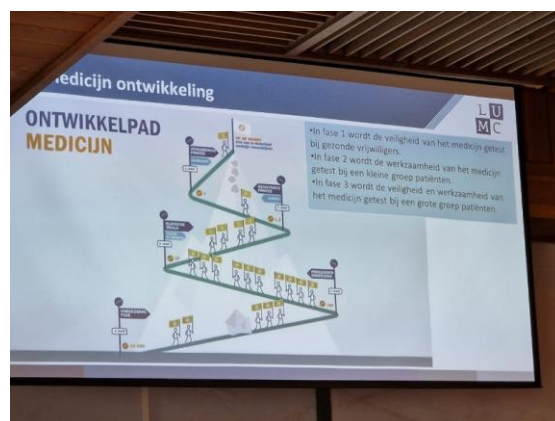 medicijn ontwikkeling
L U
M C
ONTWIKKELPAD
MEDICIJN
•In fase 1 wordt de veiligheid van het medicijn getest
bij gezonde vrijwilligers.
•In fase 2 wordt de werkzaamheid van het medicijn
getest bij een kleine groep patiënten.
•In fase 3 wordt de veiligheid en werkzaamheid van
het medicijn getest bij een grote groep patiënten.